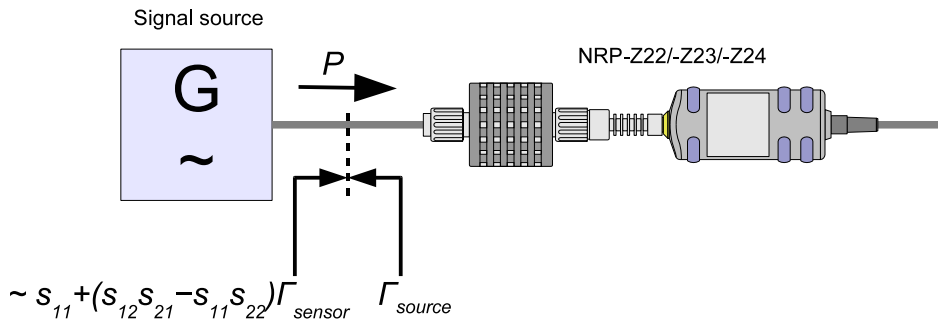 Signal source
G
~
P
NRP-Z22/-Z23/-Z24
~ s₁₁+(s₁₂s₂₁−s₁₁s₂₂)Γsensor
Γsource